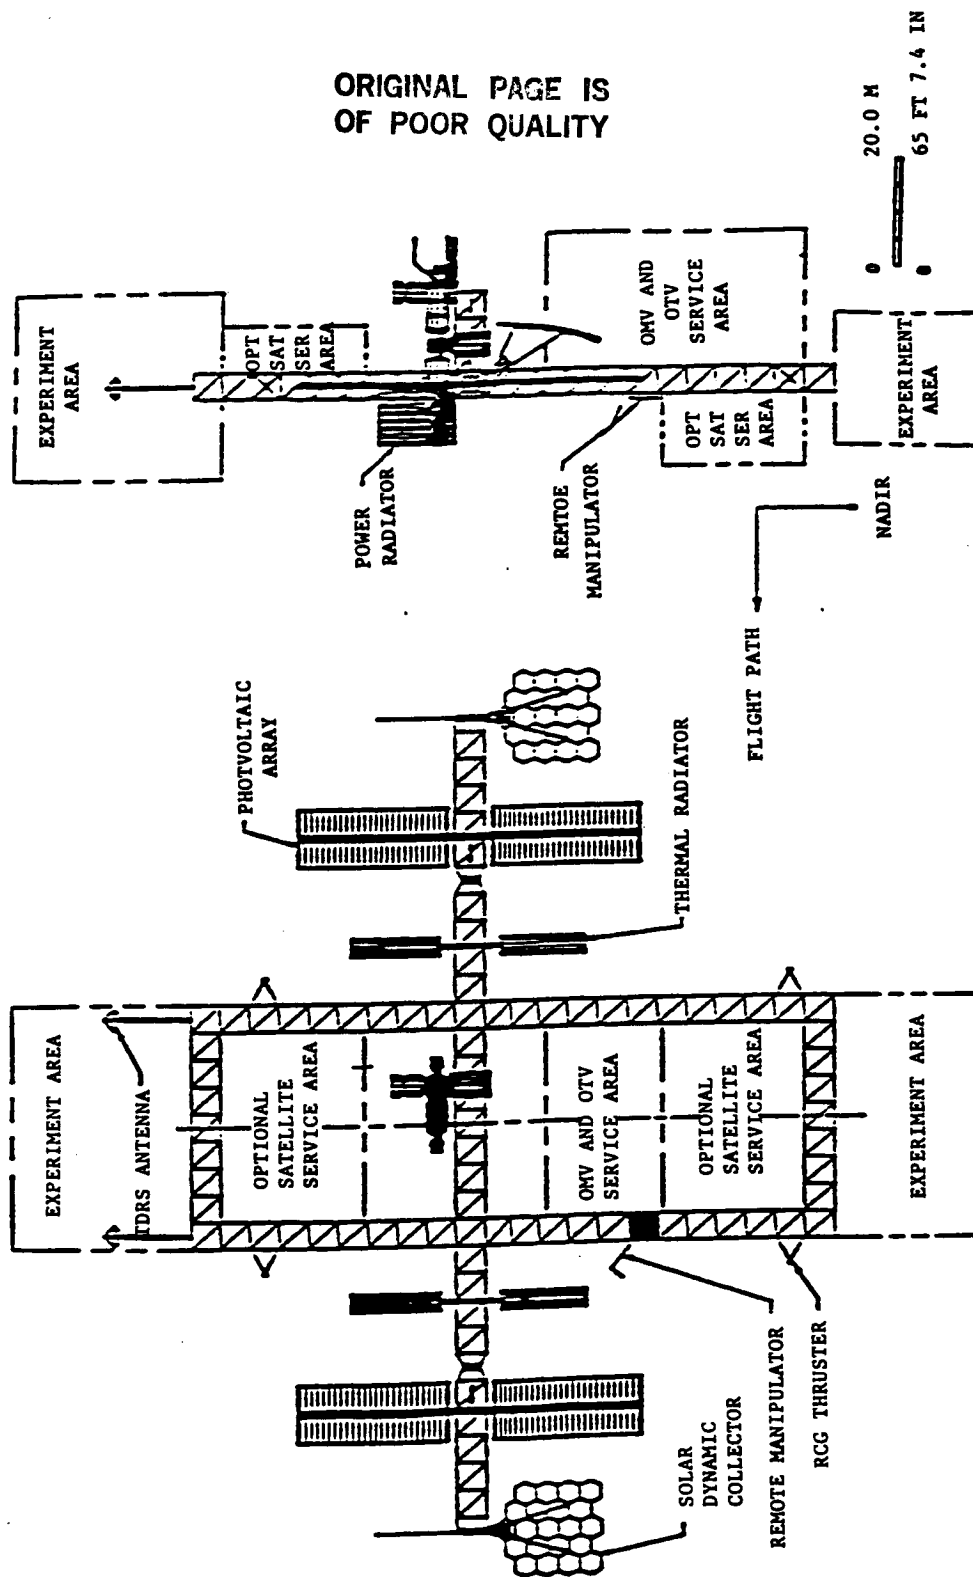 ORIGINAL PAGE IS
OF POOR QUALITY
EXPERIMENT
AREA
OPT
SAT
SER
AREA
POWER
RADIATOR
OMV AND
OTV
SERVICE
AREA
REMTOE
MANIPULATOR
OPT
SAT
SER
AREA
EXPERIMENT
AREA
0 20.0 M
0 65 FT 7.4 IN
FLIGHT PATH
NADIR
EXPERIMENT AREA
TDRS ANTENNA
OPTIONAL
SATELLITE
SERVICE AREA
PHOTVOLTAIC
ARRAY
THERMAL RADIATOR
OMV AND OTV
SERVICE AREA
OPTIONAL
SATELLITE
SERVICE AREA
EXPERIMENT AREA
SOLAR
DYNAMIC
COLLECTOR
REMOTE MANIPULATOR
RCG THRUSTER